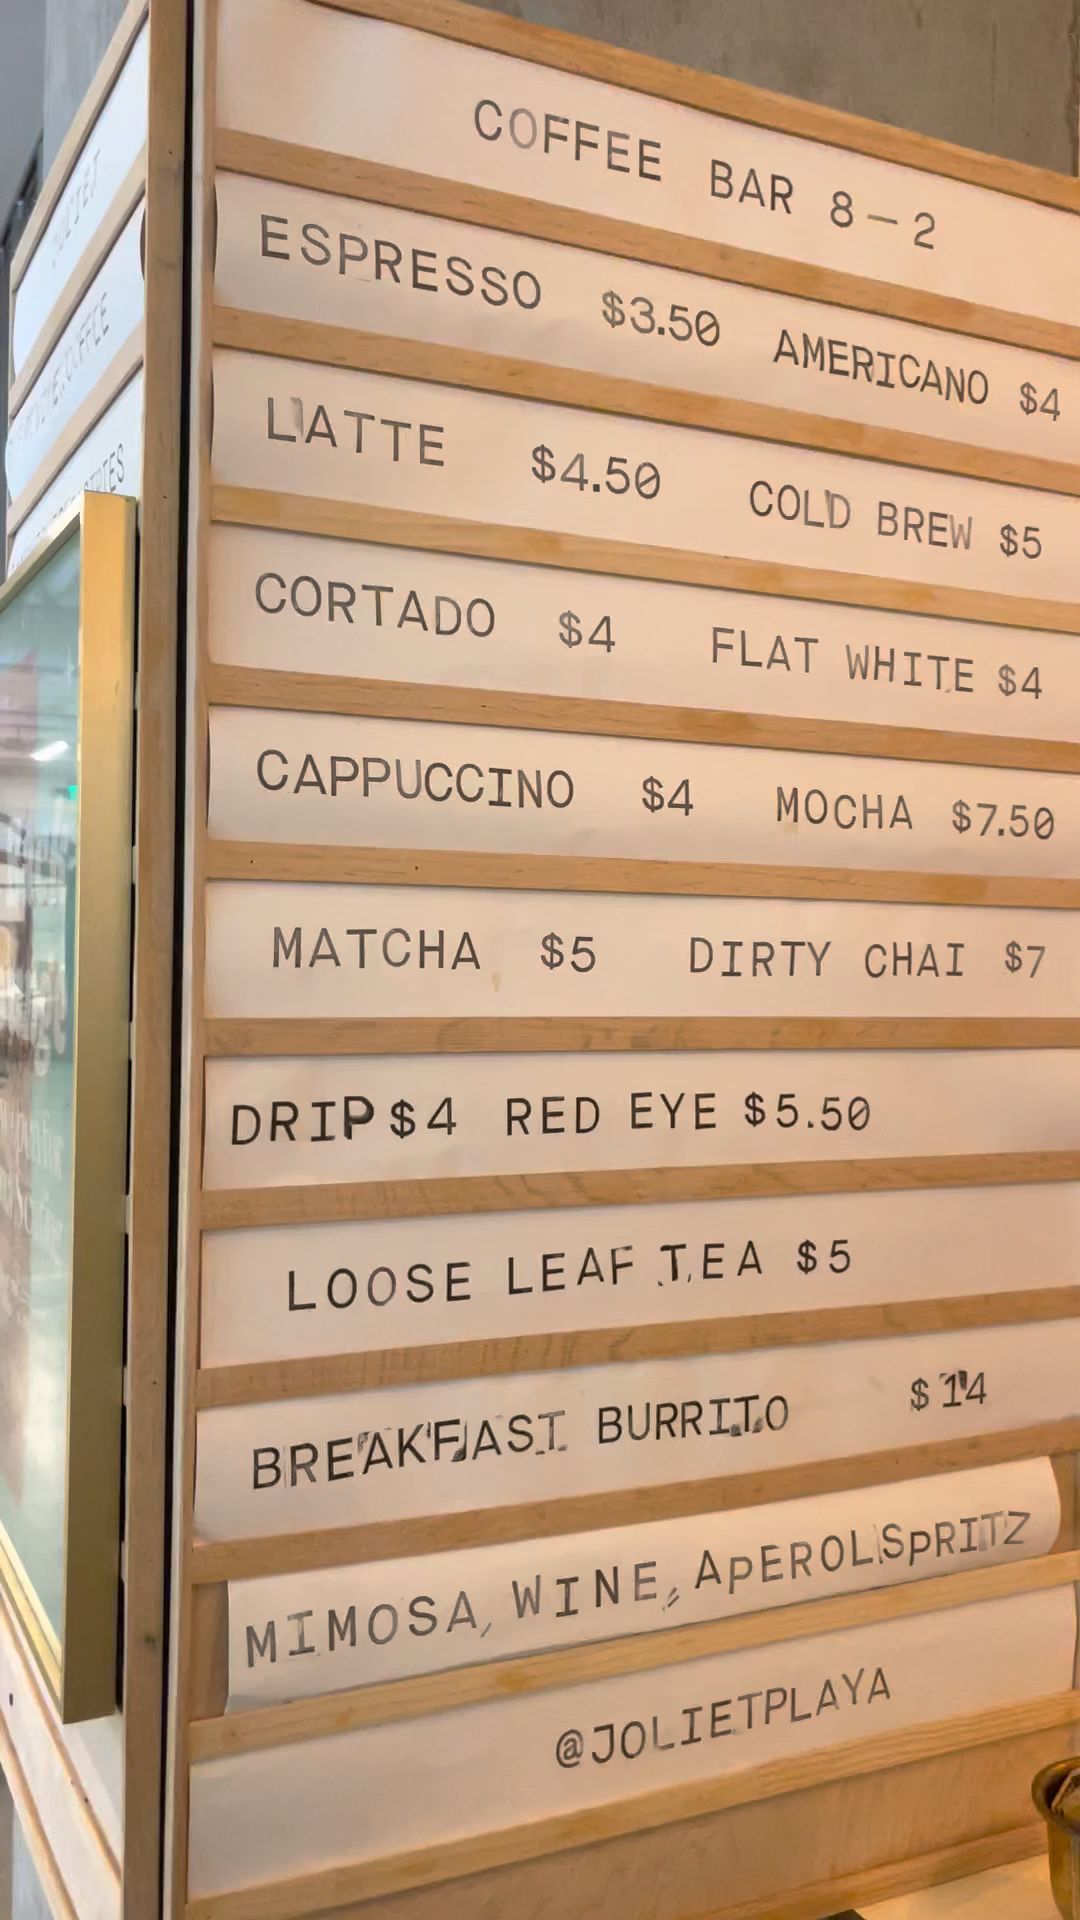 COFFEE BAR 8-2
ESPRESSO $3.50 AMERICANO $4
LATTE $4.50 COLD BREW $5
CORTADO $4 FLAT WHITE $4
CAPPUCCINO $4 MOCHA $7.50
MATCHA $5 DIRTY CHAI $7
DRIP $4 RED EYE $5.50
LOOSE LEAF TEA $5
BREAKFAST BURRITO $14
MIMOSA, WINE, APEROL SPRITZ
@JOLIETPLAYA